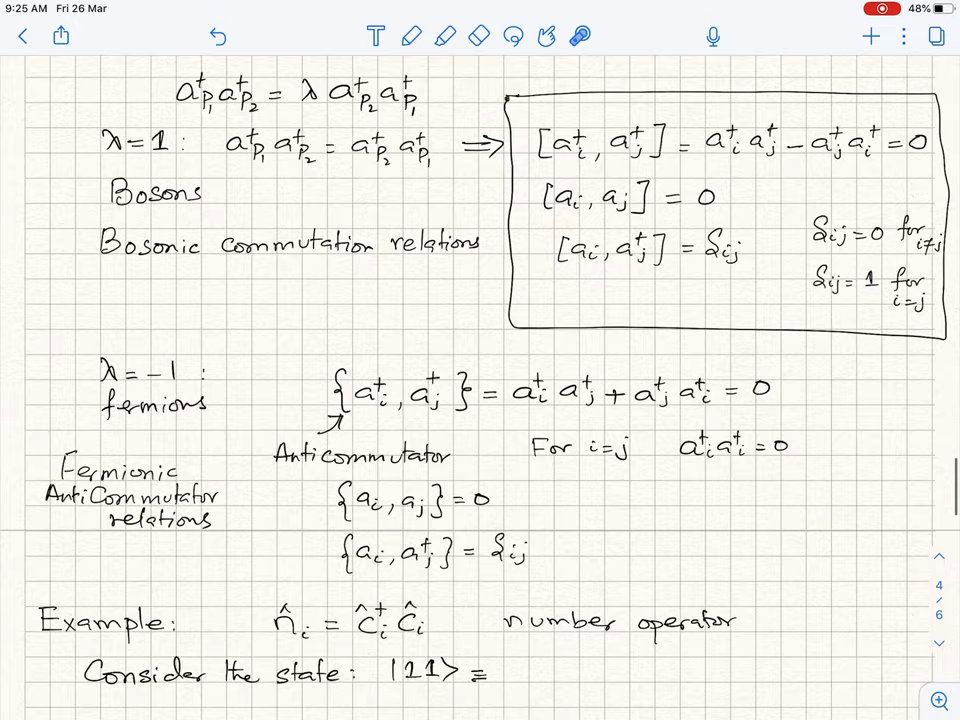 9:25 AM Fri 26 Mar
48%
a†p₁ a†p₂ = λ a†p₂ a†p₁
λ = 1 : a†p₁ a†p₂ = a†p₂ a†p₁ ⟹
Bosons
Bosonic commutation relations
[a†i, a†j] = a†i a†j − a†j a†i = 0
[ai, aj] = 0
[ai, a†j] = δij
δij = 0 for i≠j
δij = 1 for i=j
λ = −1 :
fermions
{a†i, a†j} = a†i a†j + a†j a†i = 0
Anticommutator
For i=j a†i a†i = 0
Fermionic
AntiCommutator
relations
{ai, aj} = 0
{ai, a†j} = δij
4
/
6
Example: n̂i = ĉ†i ĉi number operator
Consider the state: |11⟩ ≡